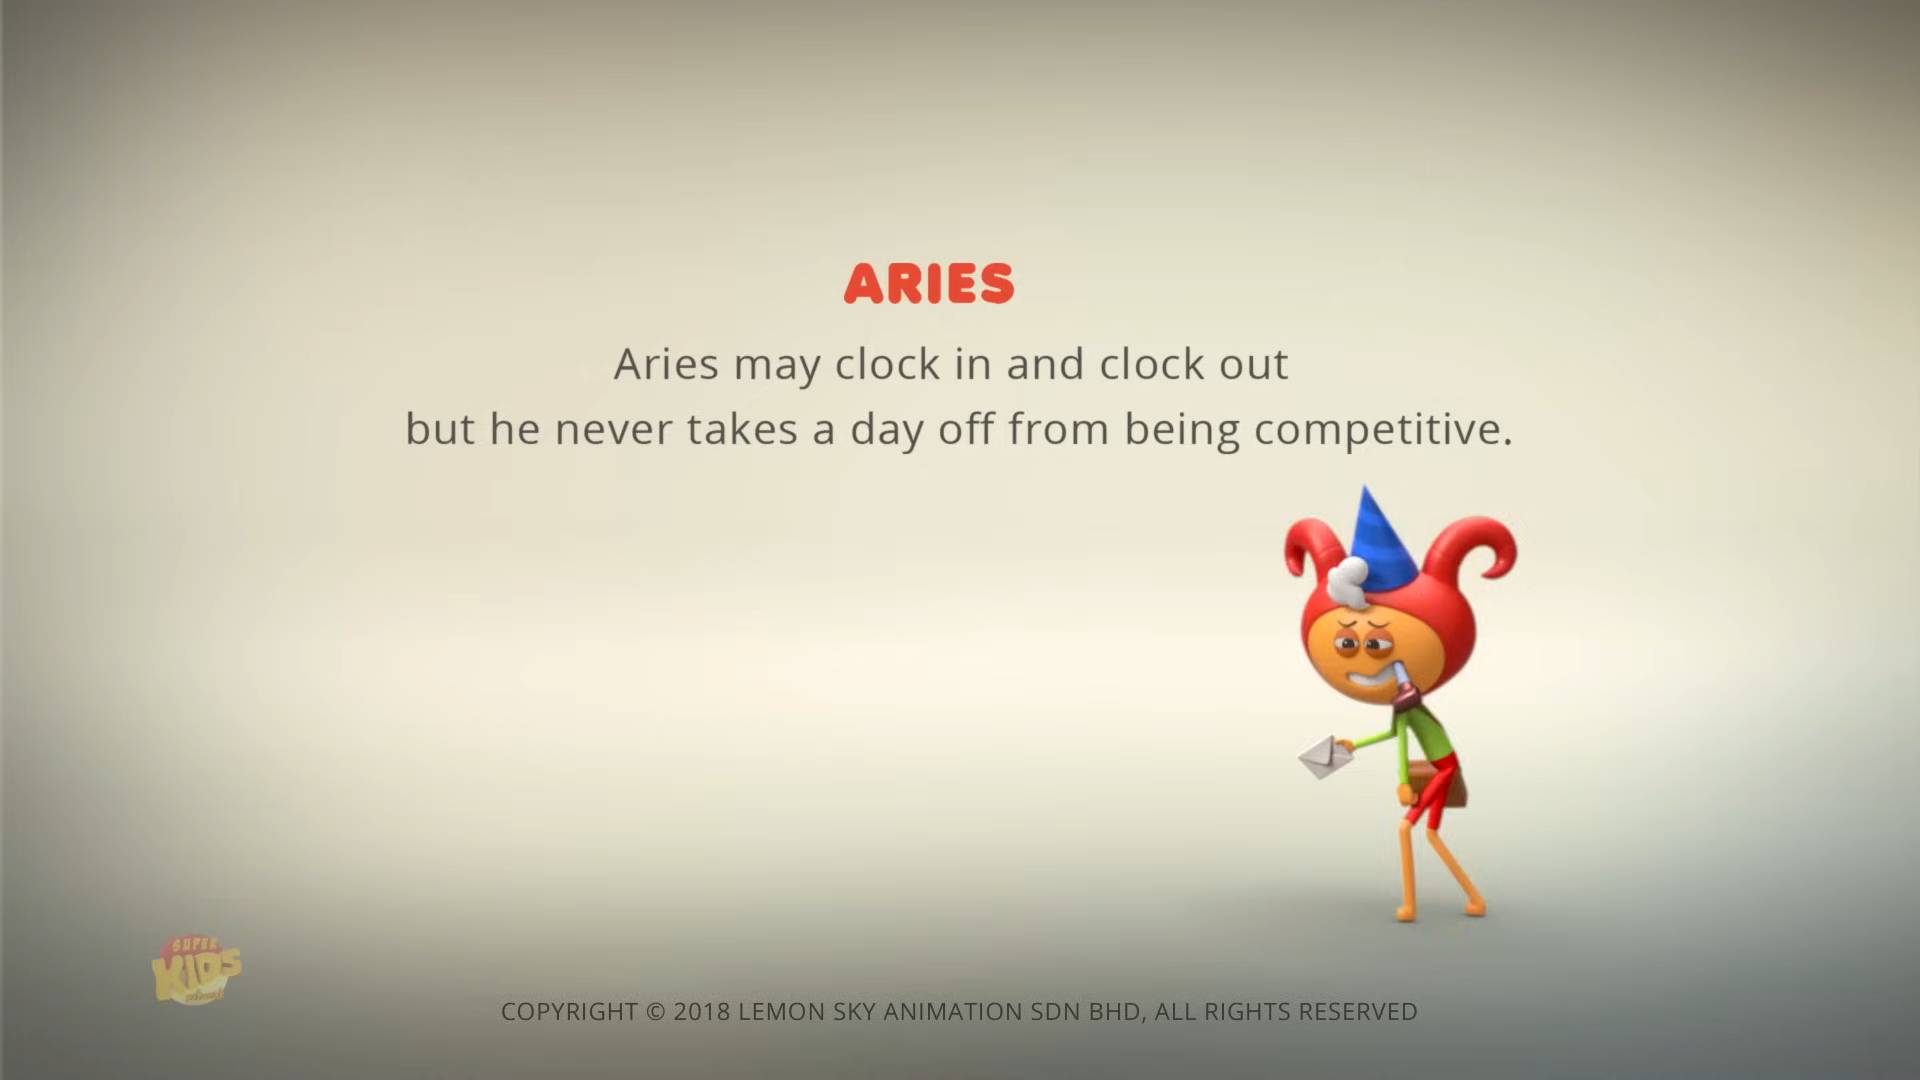 ARIES
Aries may clock in and clock out
but he never takes a day off from being competitive.
SUPER
KIDS
COPYRIGHT © 2018 LEMON SKY ANIMATION SDN BHD, ALL RIGHTS RESERVED